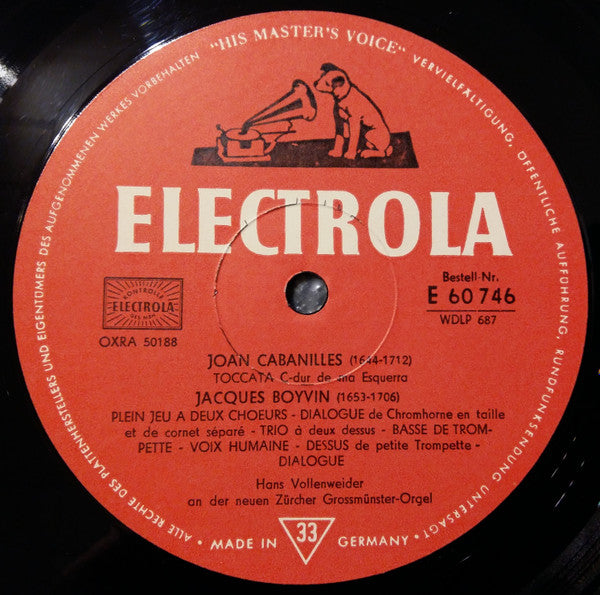 ALLE RECHTE DES PLATTENHERSTELLERS UND EIGENTÜMERS DES AUFGENOMMENEN WERKES VORBEHALTEN "HIS MASTER'S VOICE" VERVIELFÄLTIGUNG, ÖFFENTLICHE AUFFÜHRUNG, RUNDFUNKSENDUNG UNTERSAGT •
ELECTROLA
KONTROLLE
ELECTROLA
OXRA 50188
Bestell-Nr.
E 60 746
WDLP 687
JOAN CABANILLES (1644-1712)
TOCCATA C-dur de ma Esquerra
JACQUES BOYVIN (1653-1706)
PLEIN JEU A DEUX CHOEURS - DIALOGUE de Chromhorne en taille
et de cornet séparé - TRIO à deux dessus - BASSE DE TROM-
PETTE - VOIX HUMAINE - DESSUS de petite Trompette -
DIALOGUE
Hans Vollenweider
an der neuen Zürcher Grossmünster-Orgel
MADE IN 33 GERMANY •